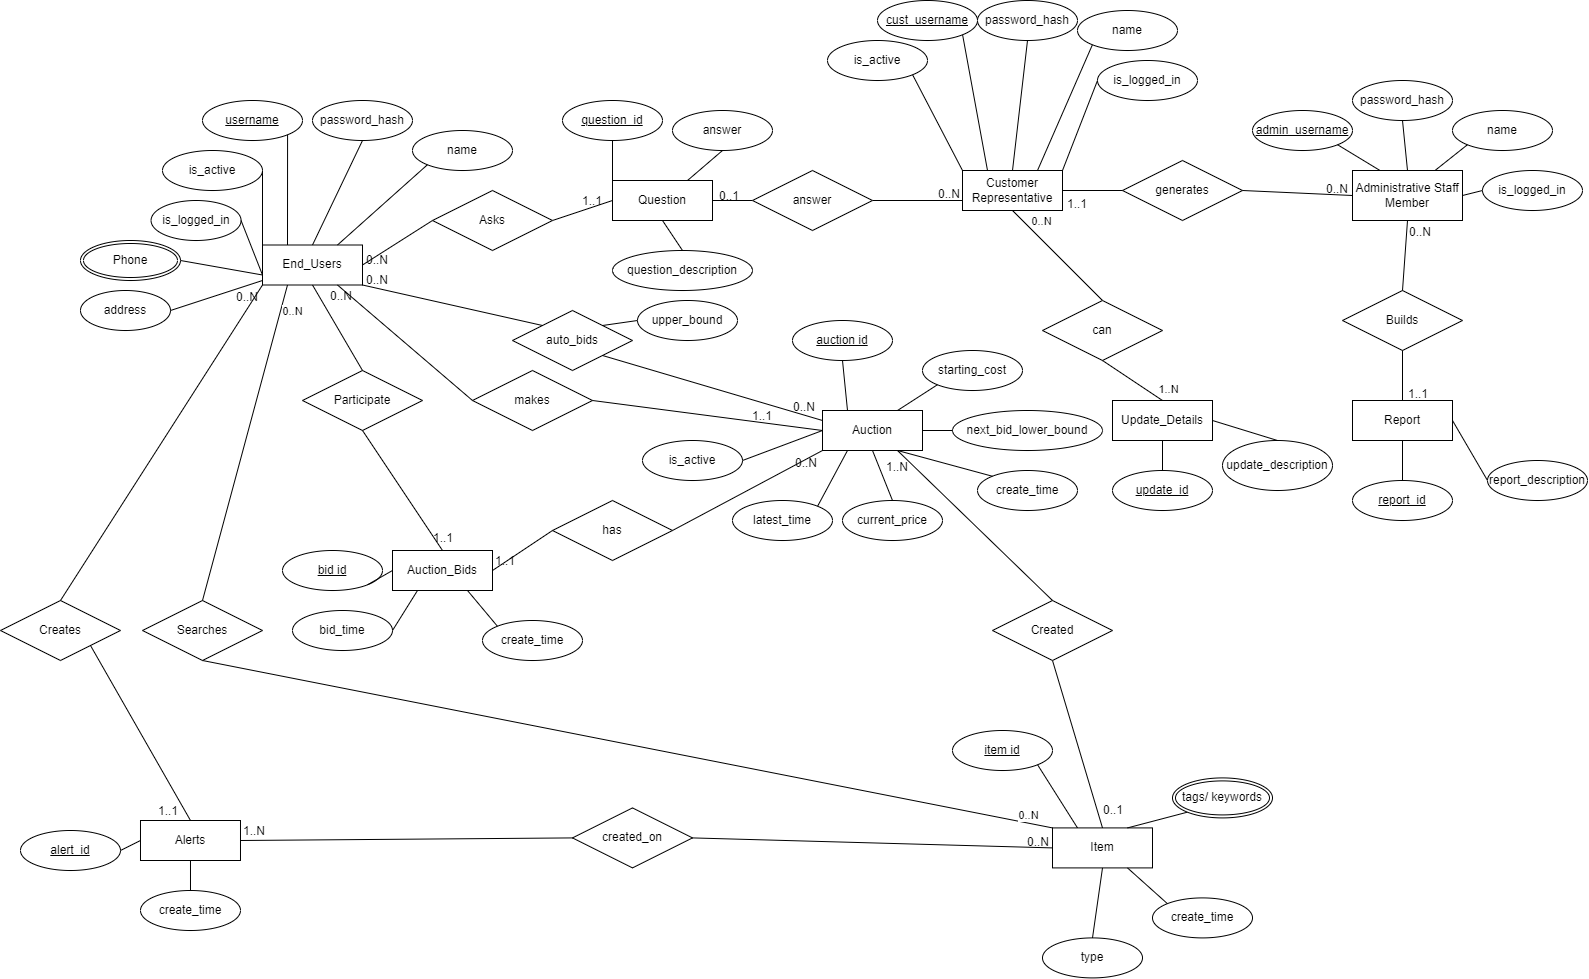 cust_username
password_hash
name
is_active
is_logged_in
password_hash
admin_username
name
username
password_hash
question_id
answer
name
is_active
Customer
Representative
generates
Administrative Staff
Member
is_logged_in
0..N
0..N
1..1
1..1
Question
0..1
answer
is_logged_in
Asks
0..N
0..N
Phone
End_Users
0..N
question_description
0..N
address
0..N
0..N
0..N
upper_bound
can
Builds
auto_bids
auction id
starting_cost
1..N
1..1
Participate
makes
0..N
1..1
Auction
next_bid_lower_bound
Update_Details
Report
is_active
0..N
1..N
update_description
report_description
create_time
update_id
report_id
latest_time
current_price
has
1..1
1..1
bid id
Auction_Bids
bid_time
create_time
Creates
Searches
Created
item id
tags/ keywords
1..1
0..N
0..1
1..N
alert_id
Alerts
created_on
0..N
Item
create_time
create_time
type